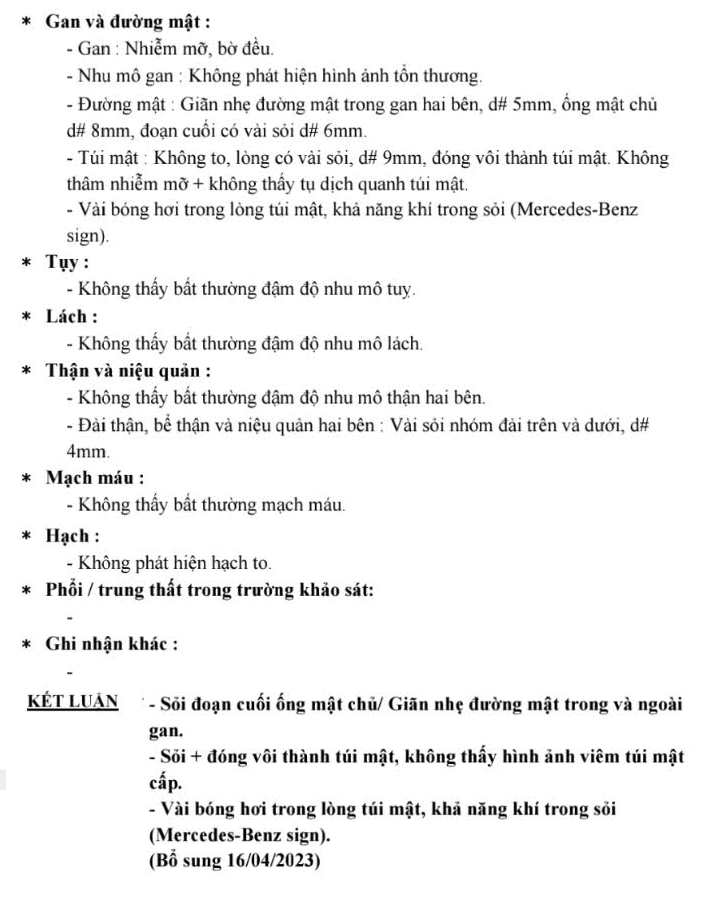 * Gan và đường mật :
- Gan : Nhiễm mỡ, bờ đều.
- Nhu mô gan : Không phát hiện hình ảnh tổn thương.
- Đường mật : Giãn nhẹ đường mật trong gan hai bên, d# 5mm, ống mật chủ
d# 8mm, đoạn cuối có vài sỏi d# 6mm.
- Túi mật : Không to, lòng có vài sỏi, d# 9mm, đóng vôi thành túi mật. Không
thâm nhiễm mỡ + không thấy tụ dịch quanh túi mật.
- Vài bóng hơi trong lòng túi mật, khả năng khí trong sỏi (Mercedes-Benz
sign).
* Tụy :
- Không thấy bất thường đậm độ nhu mô tuỵ.
* Lách :
- Không thấy bất thường đậm độ nhu mô lách.
* Thận và niệu quản :
- Không thấy bất thường đậm độ nhu mô thận hai bên.
- Đài thận, bể thận và niệu quản hai bên : Vài sỏi nhóm đài trên và dưới, d#
4mm.
* Mạch máu :
- Không thấy bất thường mạch máu.
* Hạch :
- Không phát hiện hạch to.
* Phổi / trung thất trong trường khảo sát:
-
* Ghi nhận khác :
-
KẾT LUẬN - Sỏi đoạn cuối ống mật chủ/ Giãn nhẹ đường mật trong và ngoài
gan.
- Sỏi + đóng vôi thành túi mật, không thấy hình ảnh viêm túi mật
cấp.
- Vài bóng hơi trong lòng túi mật, khả năng khí trong sỏi
(Mercedes-Benz sign).
(Bổ sung 16/04/2023)